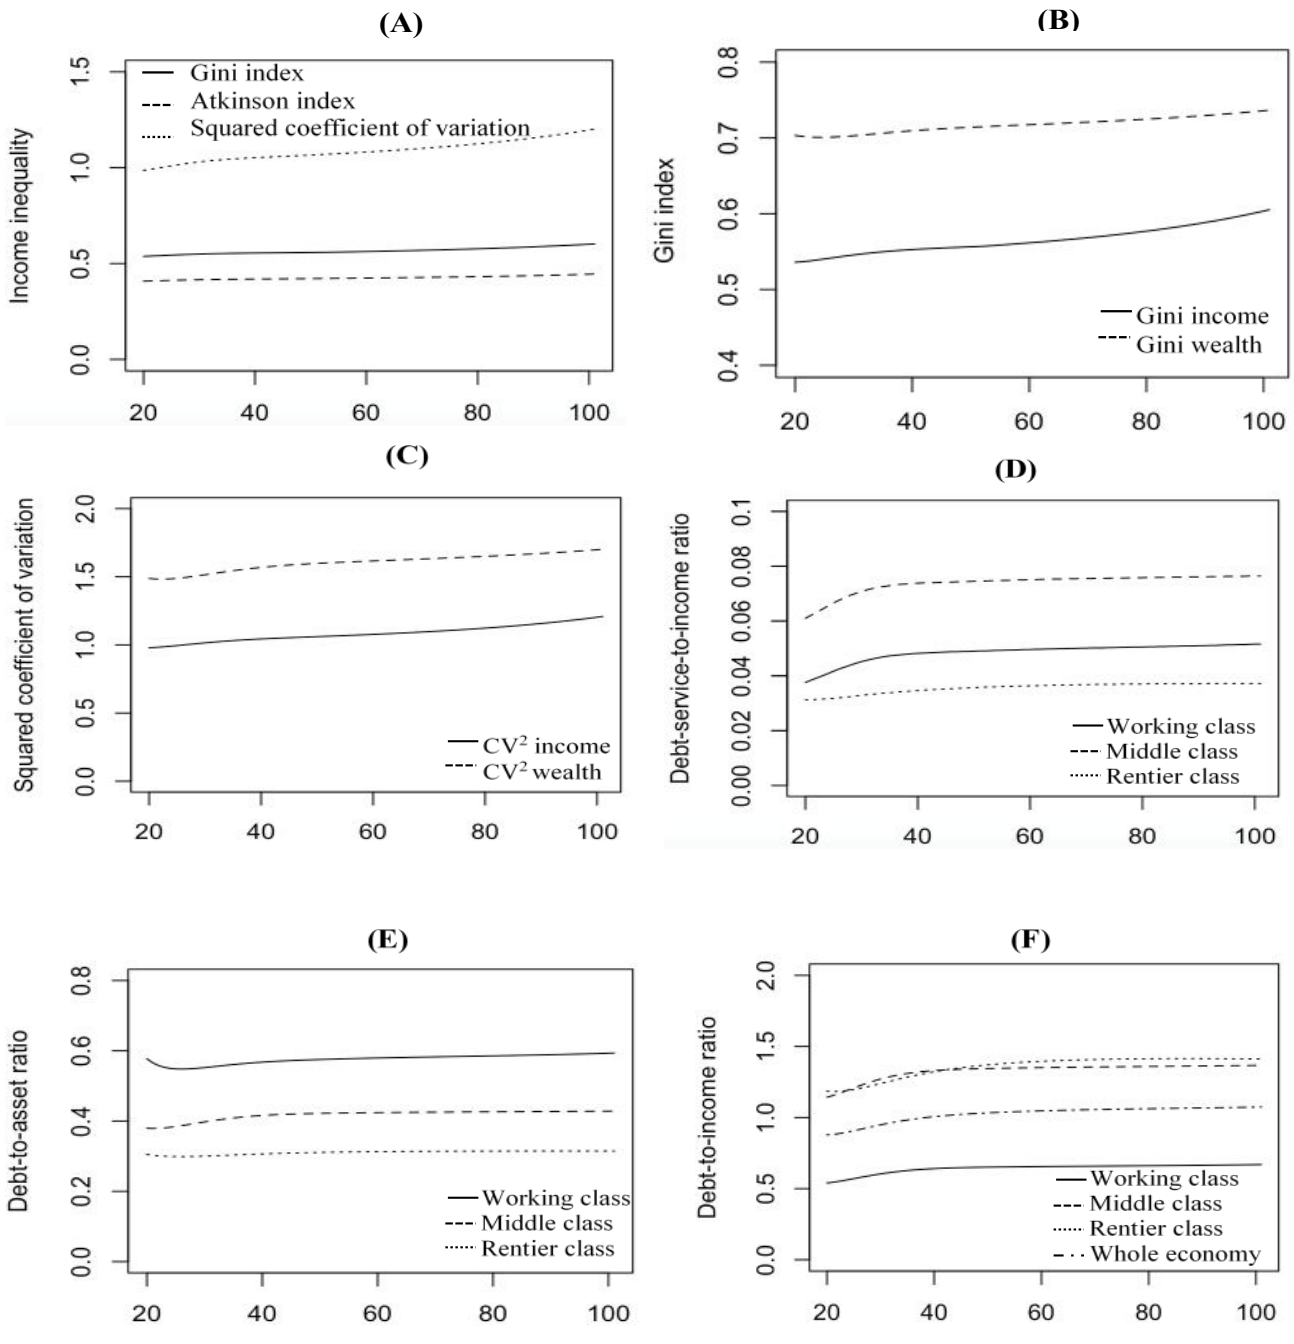 (A)
Income inequality
1.5
1.0
0.5
0.0
Gini index
Atkinson index
Squared coefficient of variation
20 40 60 80 100
(B)
Gini index
0.8
0.7
0.6
0.5
0.4
Gini income
Gini wealth
20 40 60 80 100
(C)
Squared coefficient of variation
2.0
1.5
1.0
0.5
0.0
CV² income
CV² wealth
20 40 60 80 100
(D)
Debt-service-to-income ratio
0.1
0.08
0.06
0.04
0.02
0.00
Working class
Middle class
Rentier class
20 40 60 80 100
(E)
Debt-to-asset ratio
0.8
0.6
0.4
0.2
0.0
Working class
Middle class
Rentier class
20 40 60 80 100
(F)
Debt-to-income ratio
2.0
1.5
1.0
0.5
0.0
Working class
Middle class
Rentier class
Whole economy
20 40 60 80 100